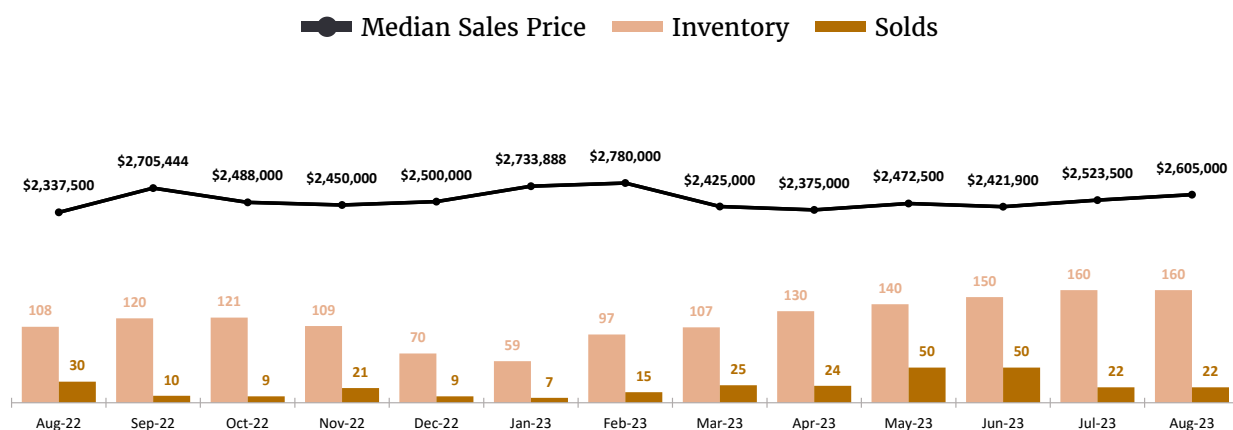 Median Sales Price Inventory Solds
$2,337,500 $2,705,444 $2,488,000 $2,450,000 $2,500,000 $2,733,888 $2,780,000 $2,425,000 $2,375,000 $2,472,500 $2,421,900 $2,523,500 $2,605,000
108 120 121 109 70 59 97 107 130 140 150 160 160
30 10 9 21 9 7 15 25 24 50 50 22 22
Aug-22 Sep-22 Oct-22 Nov-22 Dec-22 Jan-23 Feb-23 Mar-23 Apr-23 May-23 Jun-23 Jul-23 Aug-23